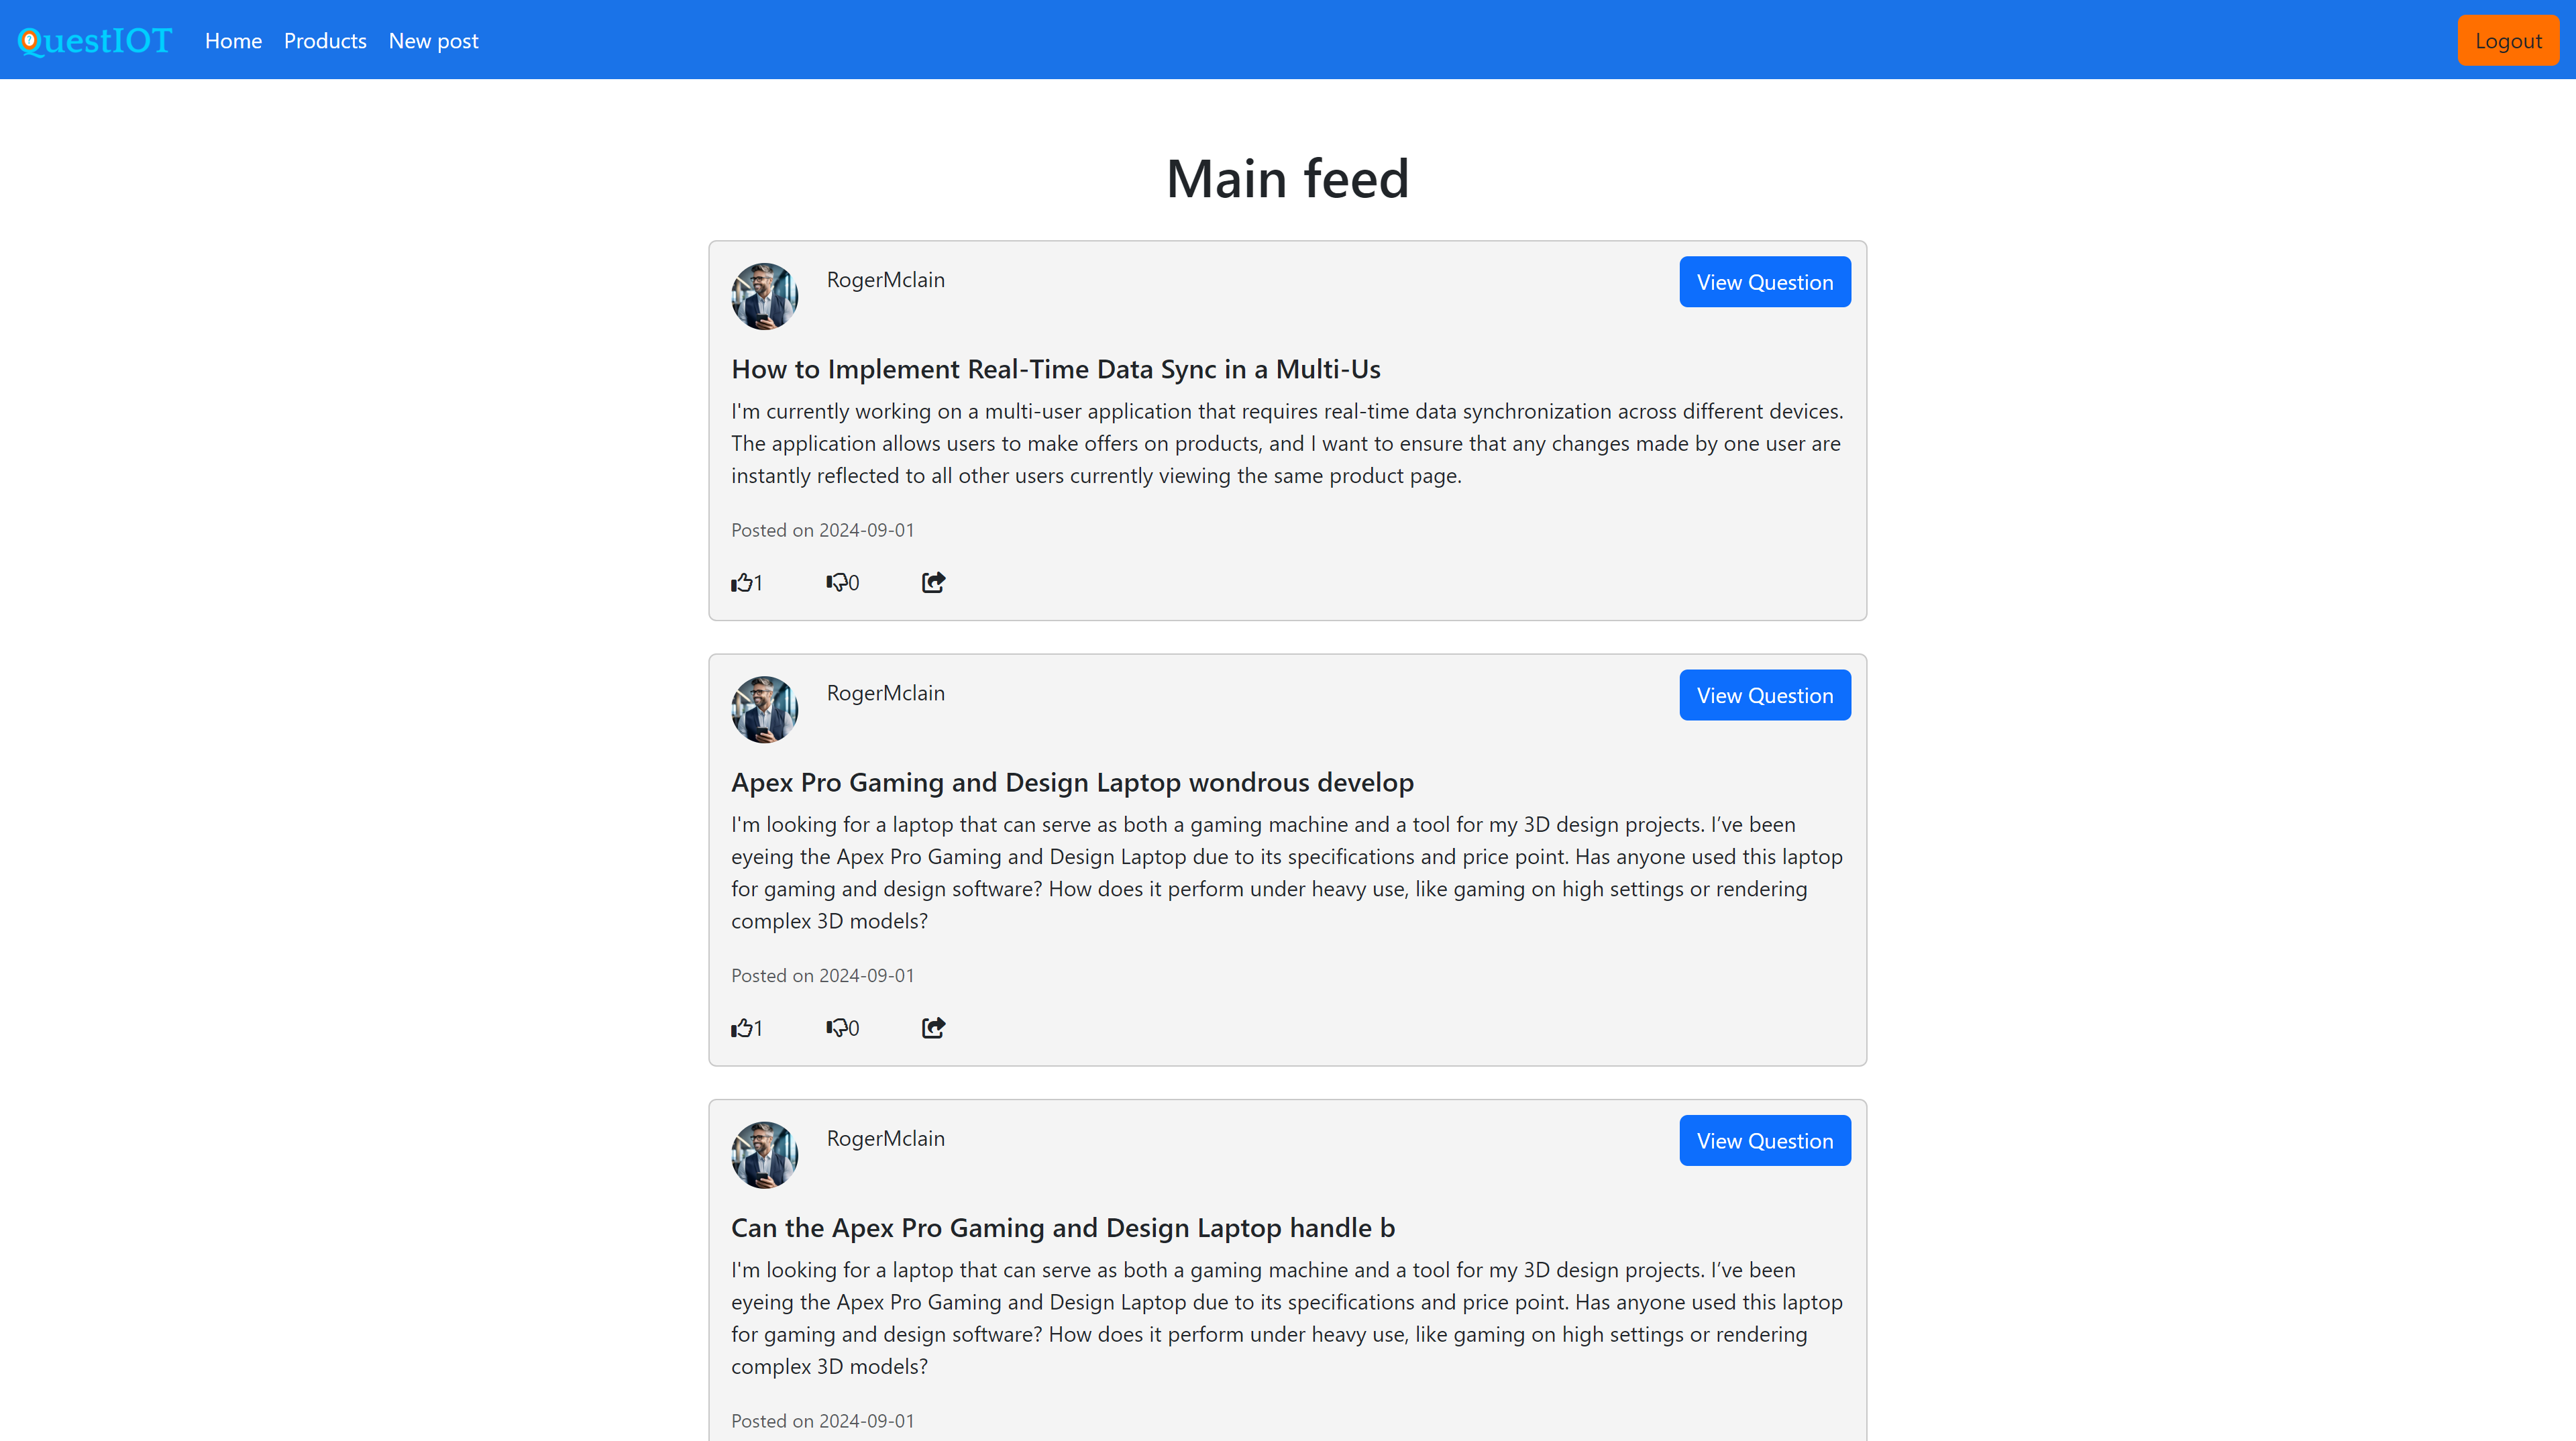 QuestIOT Home Products New post Logout
Main feed
RogerMclain View Question
How to Implement Real-Time Data Sync in a Multi-Us
I'm currently working on a multi-user application that requires real-time data synchronization across different devices.
The application allows users to make offers on products, and I want to ensure that any changes made by one user are
instantly reflected to all other users currently viewing the same product page.
Posted on 2024-09-01
1 0
RogerMclain View Question
Apex Pro Gaming and Design Laptop wondrous develop
I'm looking for a laptop that can serve as both a gaming machine and a tool for my 3D design projects. I’ve been
eyeing the Apex Pro Gaming and Design Laptop due to its specifications and price point. Has anyone used this laptop
for gaming and design software? How does it perform under heavy use, like gaming on high settings or rendering
complex 3D models?
Posted on 2024-09-01
1 0
RogerMclain View Question
Can the Apex Pro Gaming and Design Laptop handle b
I'm looking for a laptop that can serve as both a gaming machine and a tool for my 3D design projects. I’ve been
eyeing the Apex Pro Gaming and Design Laptop due to its specifications and price point. Has anyone used this laptop
for gaming and design software? How does it perform under heavy use, like gaming on high settings or rendering
complex 3D models?
Posted on 2024-09-01